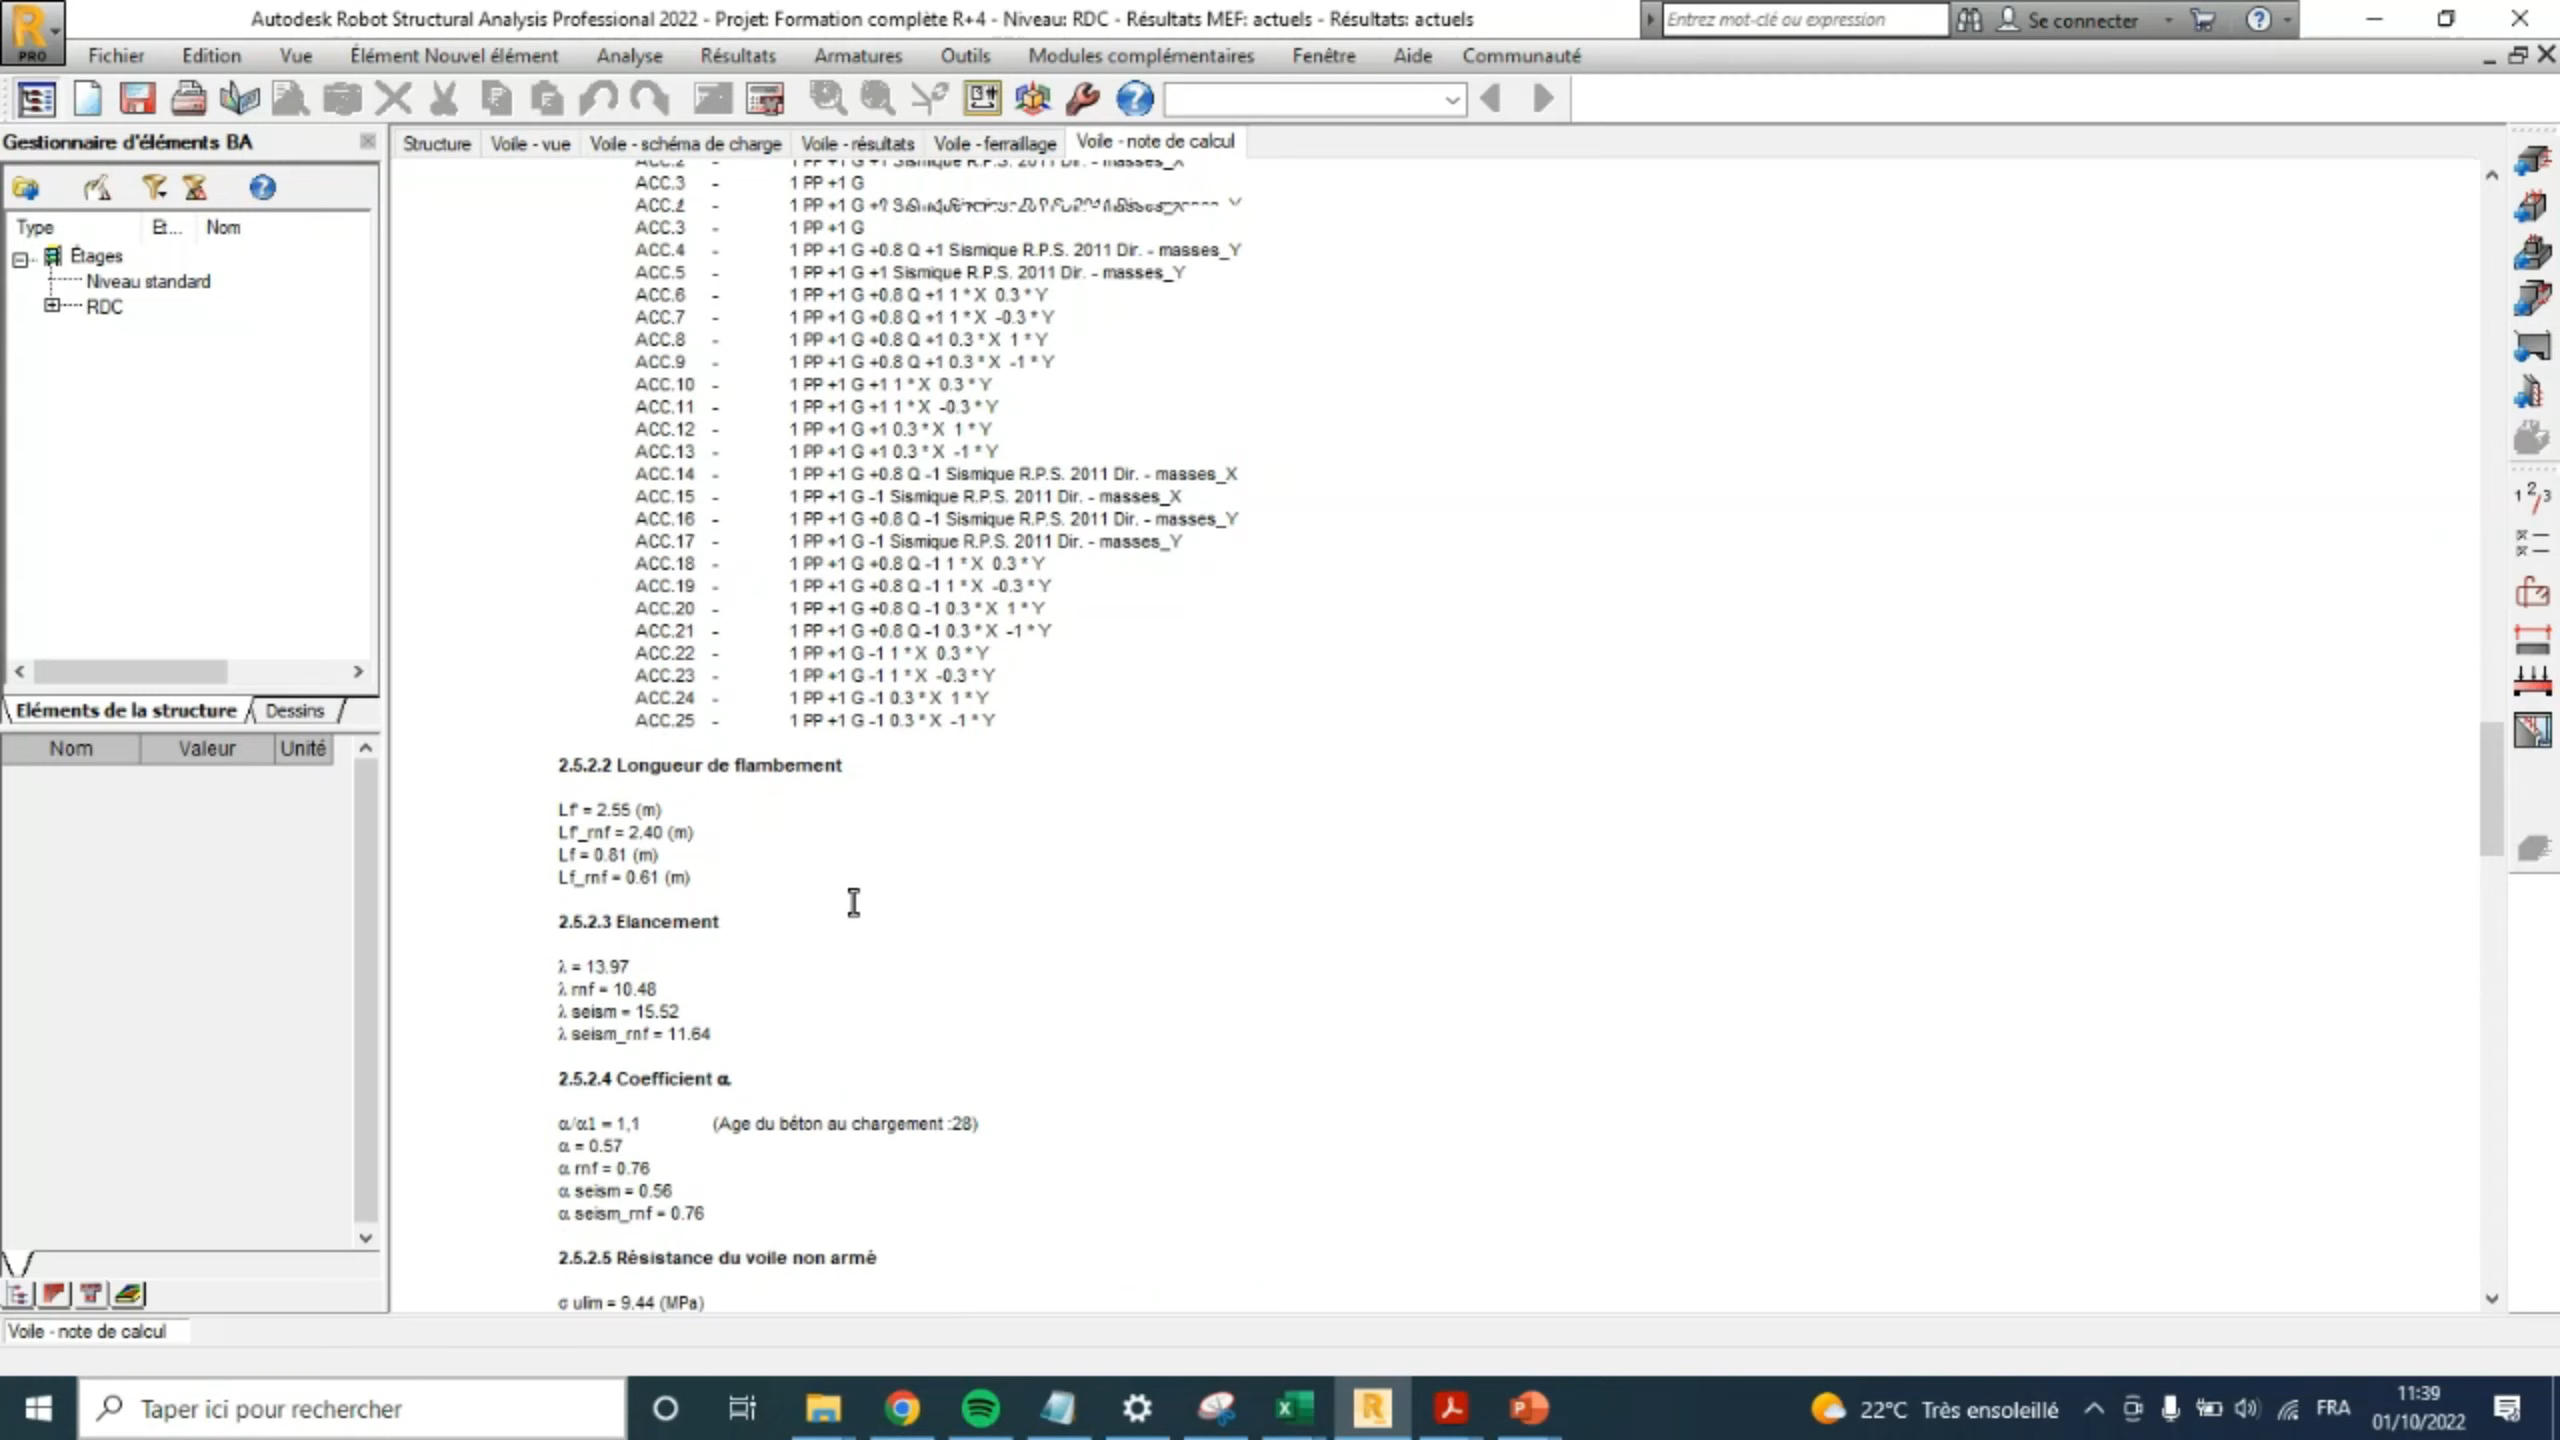 Autodesk Robot Structural Analysis Professional 2022 - Projet: Formation complète R+4 - Niveau: RDC - Résultats MEF: actuels - Résultats: actuels
Entrez mot-clé ou expression
Se connecter
PRO
Fichier Edition Vue Élément Nouvel élément Analyse Résultats Armatures Outils Modules complémentaires Fenêtre Aide Communauté
Gestionnaire d'éléments BA
Structure Voile - vue Voile - schéma de charge Voile - résultats Voile - ferraillage Voile - note de calcul
Type Et... Nom
Étages
Niveau standard
RDC
Eléments de la structure Dessins
Nom Valeur Unité
ACC.2 - 1 PP +1 G +1 Sismique R.P.S. 2011 Dir. - masses_X
ACC.3 - 1 PP +1 G
1 PP +1 G
ACC.3 - 1 PP +1 G
ACC.4 - 1 PP +1 G +0.8 Q +1 Sismique R.P.S. 2011 Dir. - masses_Y
ACC.5 - 1 PP +1 G +1 Sismique R.P.S. 2011 Dir. - masses_Y
ACC.6 - 1 PP +1 G +0.8 Q +1 1 * X 0.3 * Y
ACC.7 - 1 PP +1 G +0.8 Q +1 1 * X -0.3 * Y
ACC.8 - 1 PP +1 G +0.8 Q +1 0.3 * X 1 * Y
ACC.9 - 1 PP +1 G +0.8 Q +1 0.3 * X -1 * Y
ACC.10 - 1 PP +1 G +1 1 * X 0.3 * Y
ACC.11 - 1 PP +1 G +1 1 * X -0.3 * Y
ACC.12 - 1 PP +1 G +1 0.3 * X 1 * Y
ACC.13 - 1 PP +1 G +1 0.3 * X -1 * Y
ACC.14 - 1 PP +1 G +0.8 Q -1 Sismique R.P.S. 2011 Dir. - masses_X
ACC.15 - 1 PP +1 G -1 Sismique R.P.S. 2011 Dir. - masses_X
ACC.16 - 1 PP +1 G +0.8 Q -1 Sismique R.P.S. 2011 Dir. - masses_Y
ACC.17 - 1 PP +1 G -1 Sismique R.P.S. 2011 Dir. - masses_Y
ACC.18 - 1 PP +1 G +0.8 Q -1 1 * X 0.3 * Y
ACC.19 - 1 PP +1 G +0.8 Q -1 1 * X -0.3 * Y
ACC.20 - 1 PP +1 G +0.8 Q -1 0.3 * X 1 * Y
ACC.21 - 1 PP +1 G +0.8 Q -1 0.3 * X -1 * Y
ACC.22 - 1 PP +1 G -1 1 * X 0.3 * Y
ACC.23 - 1 PP +1 G -1 1 * X -0.3 * Y
ACC.24 - 1 PP +1 G -1 0.3 * X 1 * Y
ACC.25 - 1 PP +1 G -1 0.3 * X -1 * Y
2.5.2.2 Longueur de flambement
Lf' = 2.55 (m)
Lf'_rnf = 2.40 (m)
Lf = 0.81 (m)
Lf_rnf = 0.61 (m)
2.5.2.3 Elancement
λ = 13.97
λ rnf = 10.48
λ seism = 15.52
λ seism_rnf = 11.64
2.5.2.4 Coefficient α
α/α1 = 1,1 (Age du béton au chargement :28)
α = 0.57
α rnf = 0.76
α seism = 0.56
α seism_rnf = 0.76
2.5.2.5 Résistance du voile non armé
σ ulim = 9.44 (MPa)
Voile - note de calcul
Taper ici pour rechercher
22°C Très ensoleillé
FRA
11:39
01/10/2022